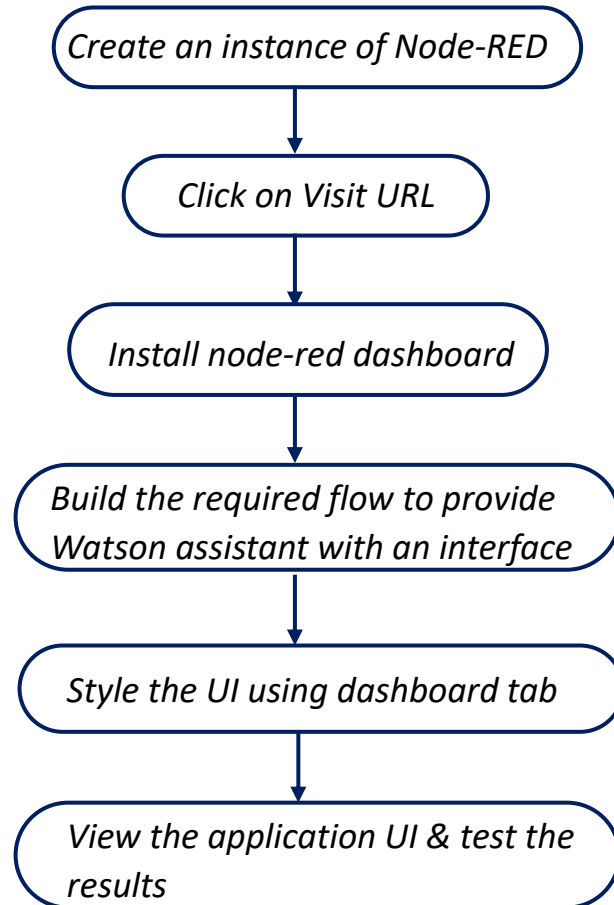 Create an instance of Node-RED
Click on Visit URL
Install node-red dashboard
Build the required flow to provide
Watson assistant with an interface
Style the UI using dashboard tab
View the application UI & test the
results